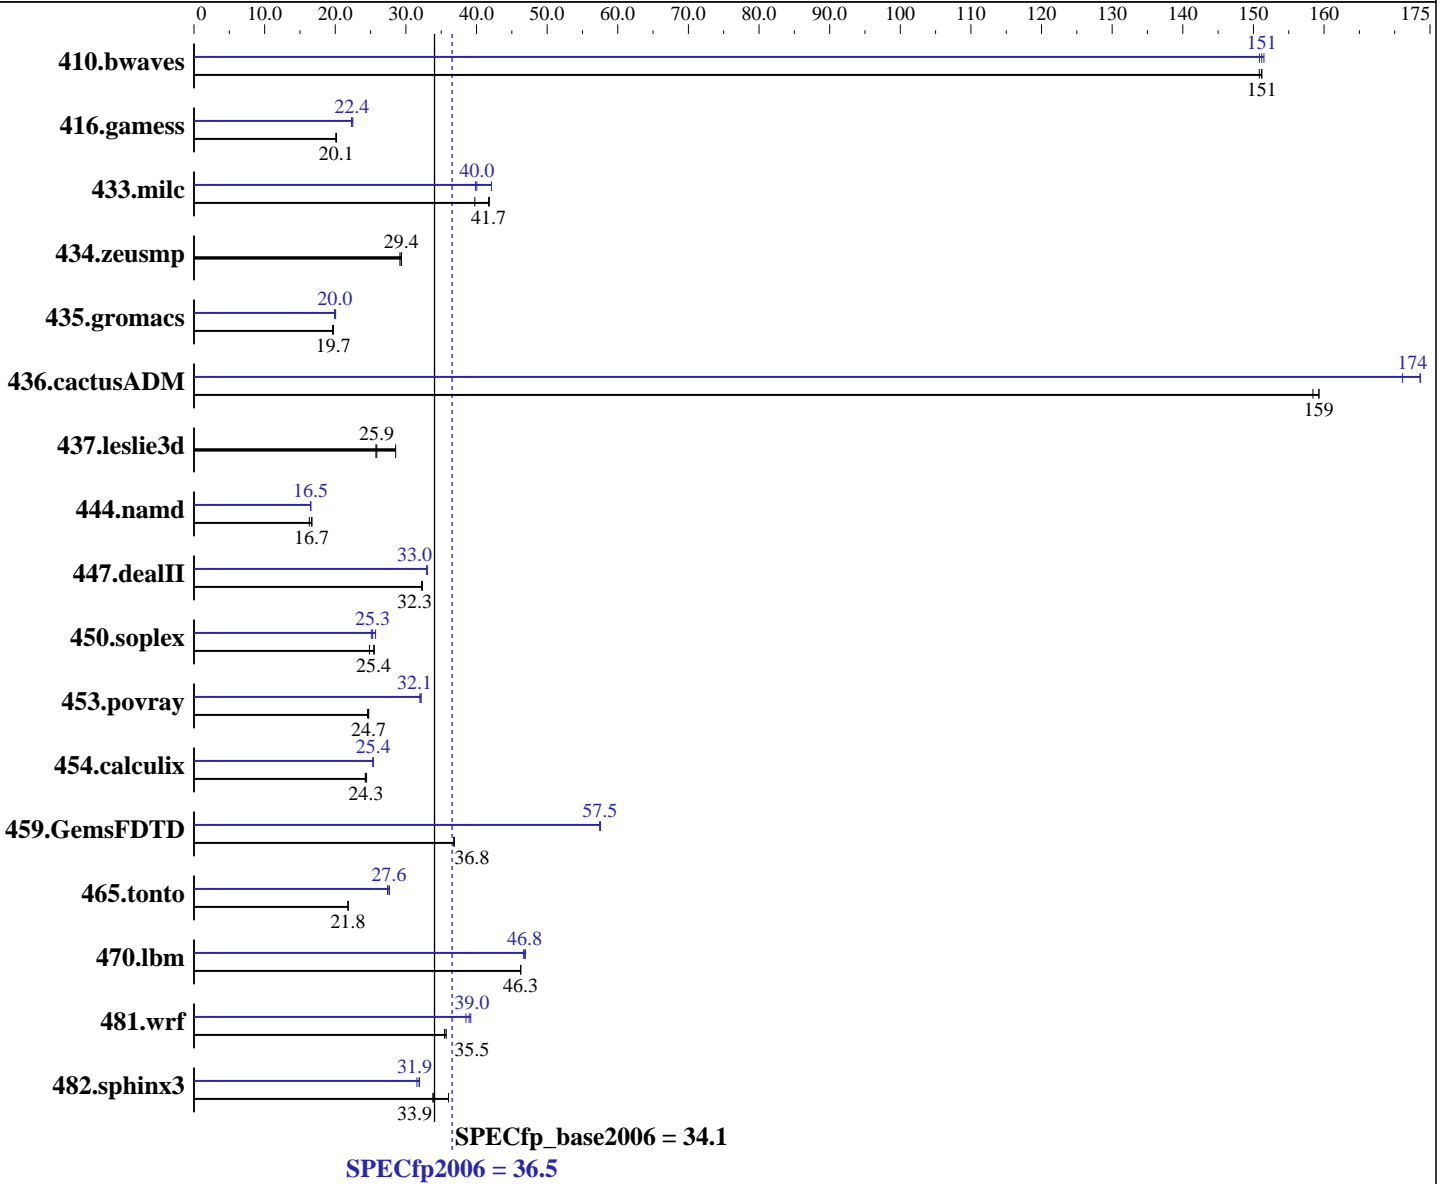 0 10.0 20.0 30.0 40.0 50.0 60.0 70.0 80.0 90.0 100 110 120 130 140 150 160 175
151
410.bwaves
151
22.4
416.gamess
20.1
40.0
433.milc
41.7
29.4
434.zeusmp
20.0
435.gromacs
19.7
174
436.cactusADM
159
25.9
437.leslie3d
16.5
444.namd
16.7
33.0
447.dealII
32.3
25.3
450.soplex
25.4
32.1
453.povray
24.7
25.4
454.calculix
24.3
57.5
459.GemsFDTD
36.8
27.6
465.tonto
21.8
46.8
470.lbm
46.3
39.0
481.wrf
35.5
31.9
482.sphinx3
33.9
SPECfp_base2006 = 34.1
SPECfp2006 = 36.5